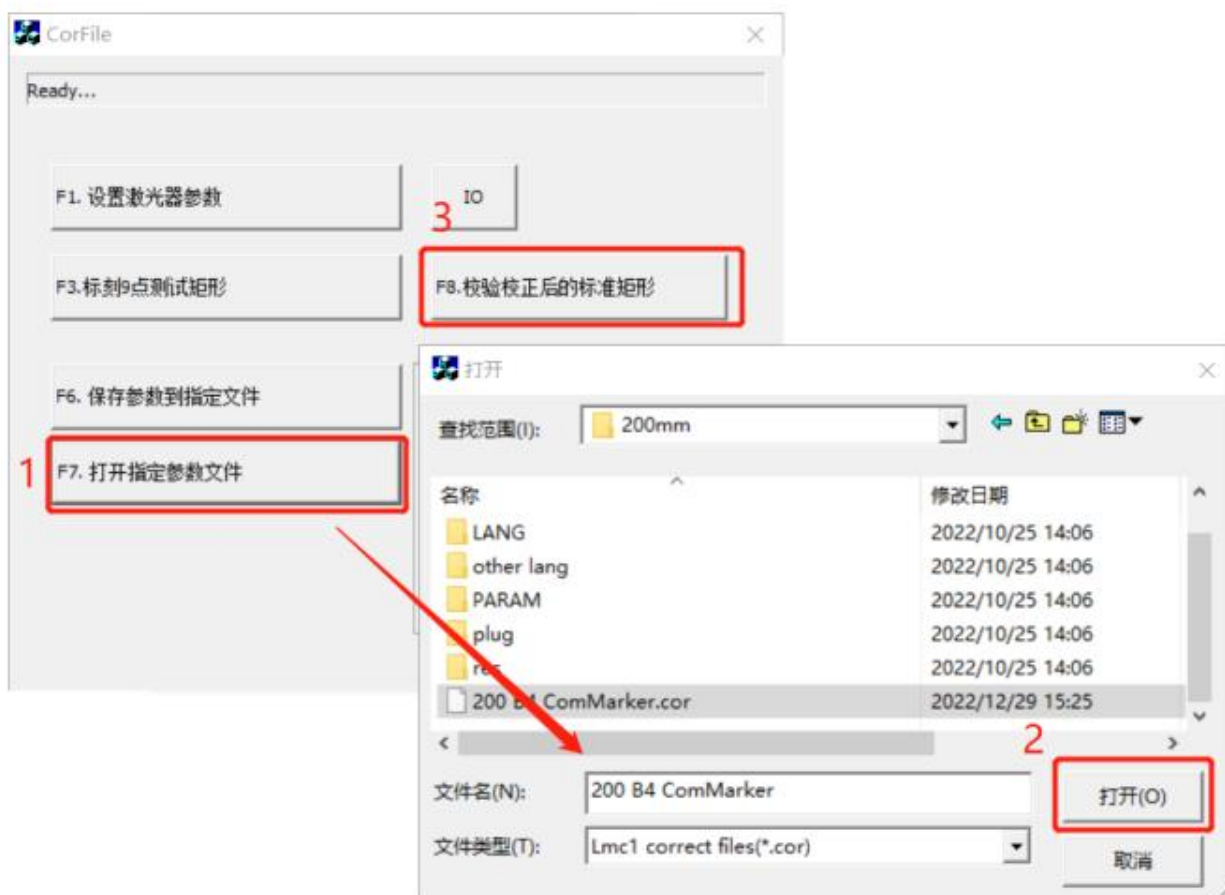 CorFile
Ready...
F1. 设置激光器参数
IO
3
F3.标刻9点测试矩形
F8.校验校正后的标准矩形
F6. 保存参数到指定文件
1
F7. 打开指定参数文件
打开
查找范围(I):
200mm
名称
修改日期
LANG
2022/10/25 14:06
other lang
2022/10/25 14:06
PARAM
2022/10/25 14:06
plug
2022/10/25 14:06
res
2022/10/25 14:06
200 B4 ComMarker.cor
2022/12/29 15:25
2
文件名(N):
200 B4 ComMarker
打开(O)
文件类型(T):
Lmc1 correct files(*.cor)
取消